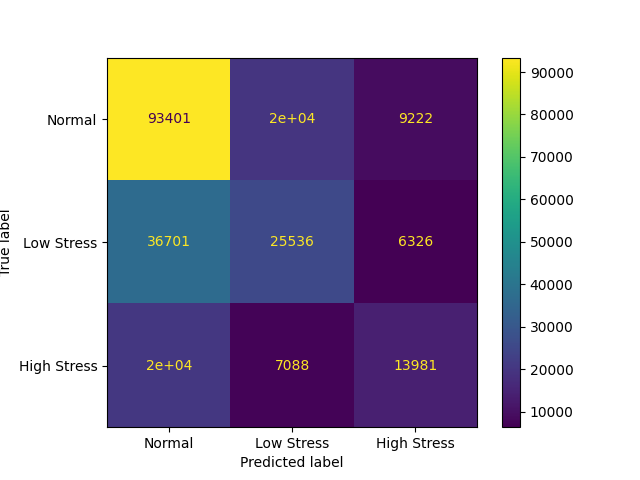 Normal 93401 2e+04 9222
Low Stress 36701 25536 6326
High Stress 2e+04 7088 13981
Normal Low Stress High Stress
Predicted label
True label
90000
80000
70000
60000
50000
40000
30000
20000
10000